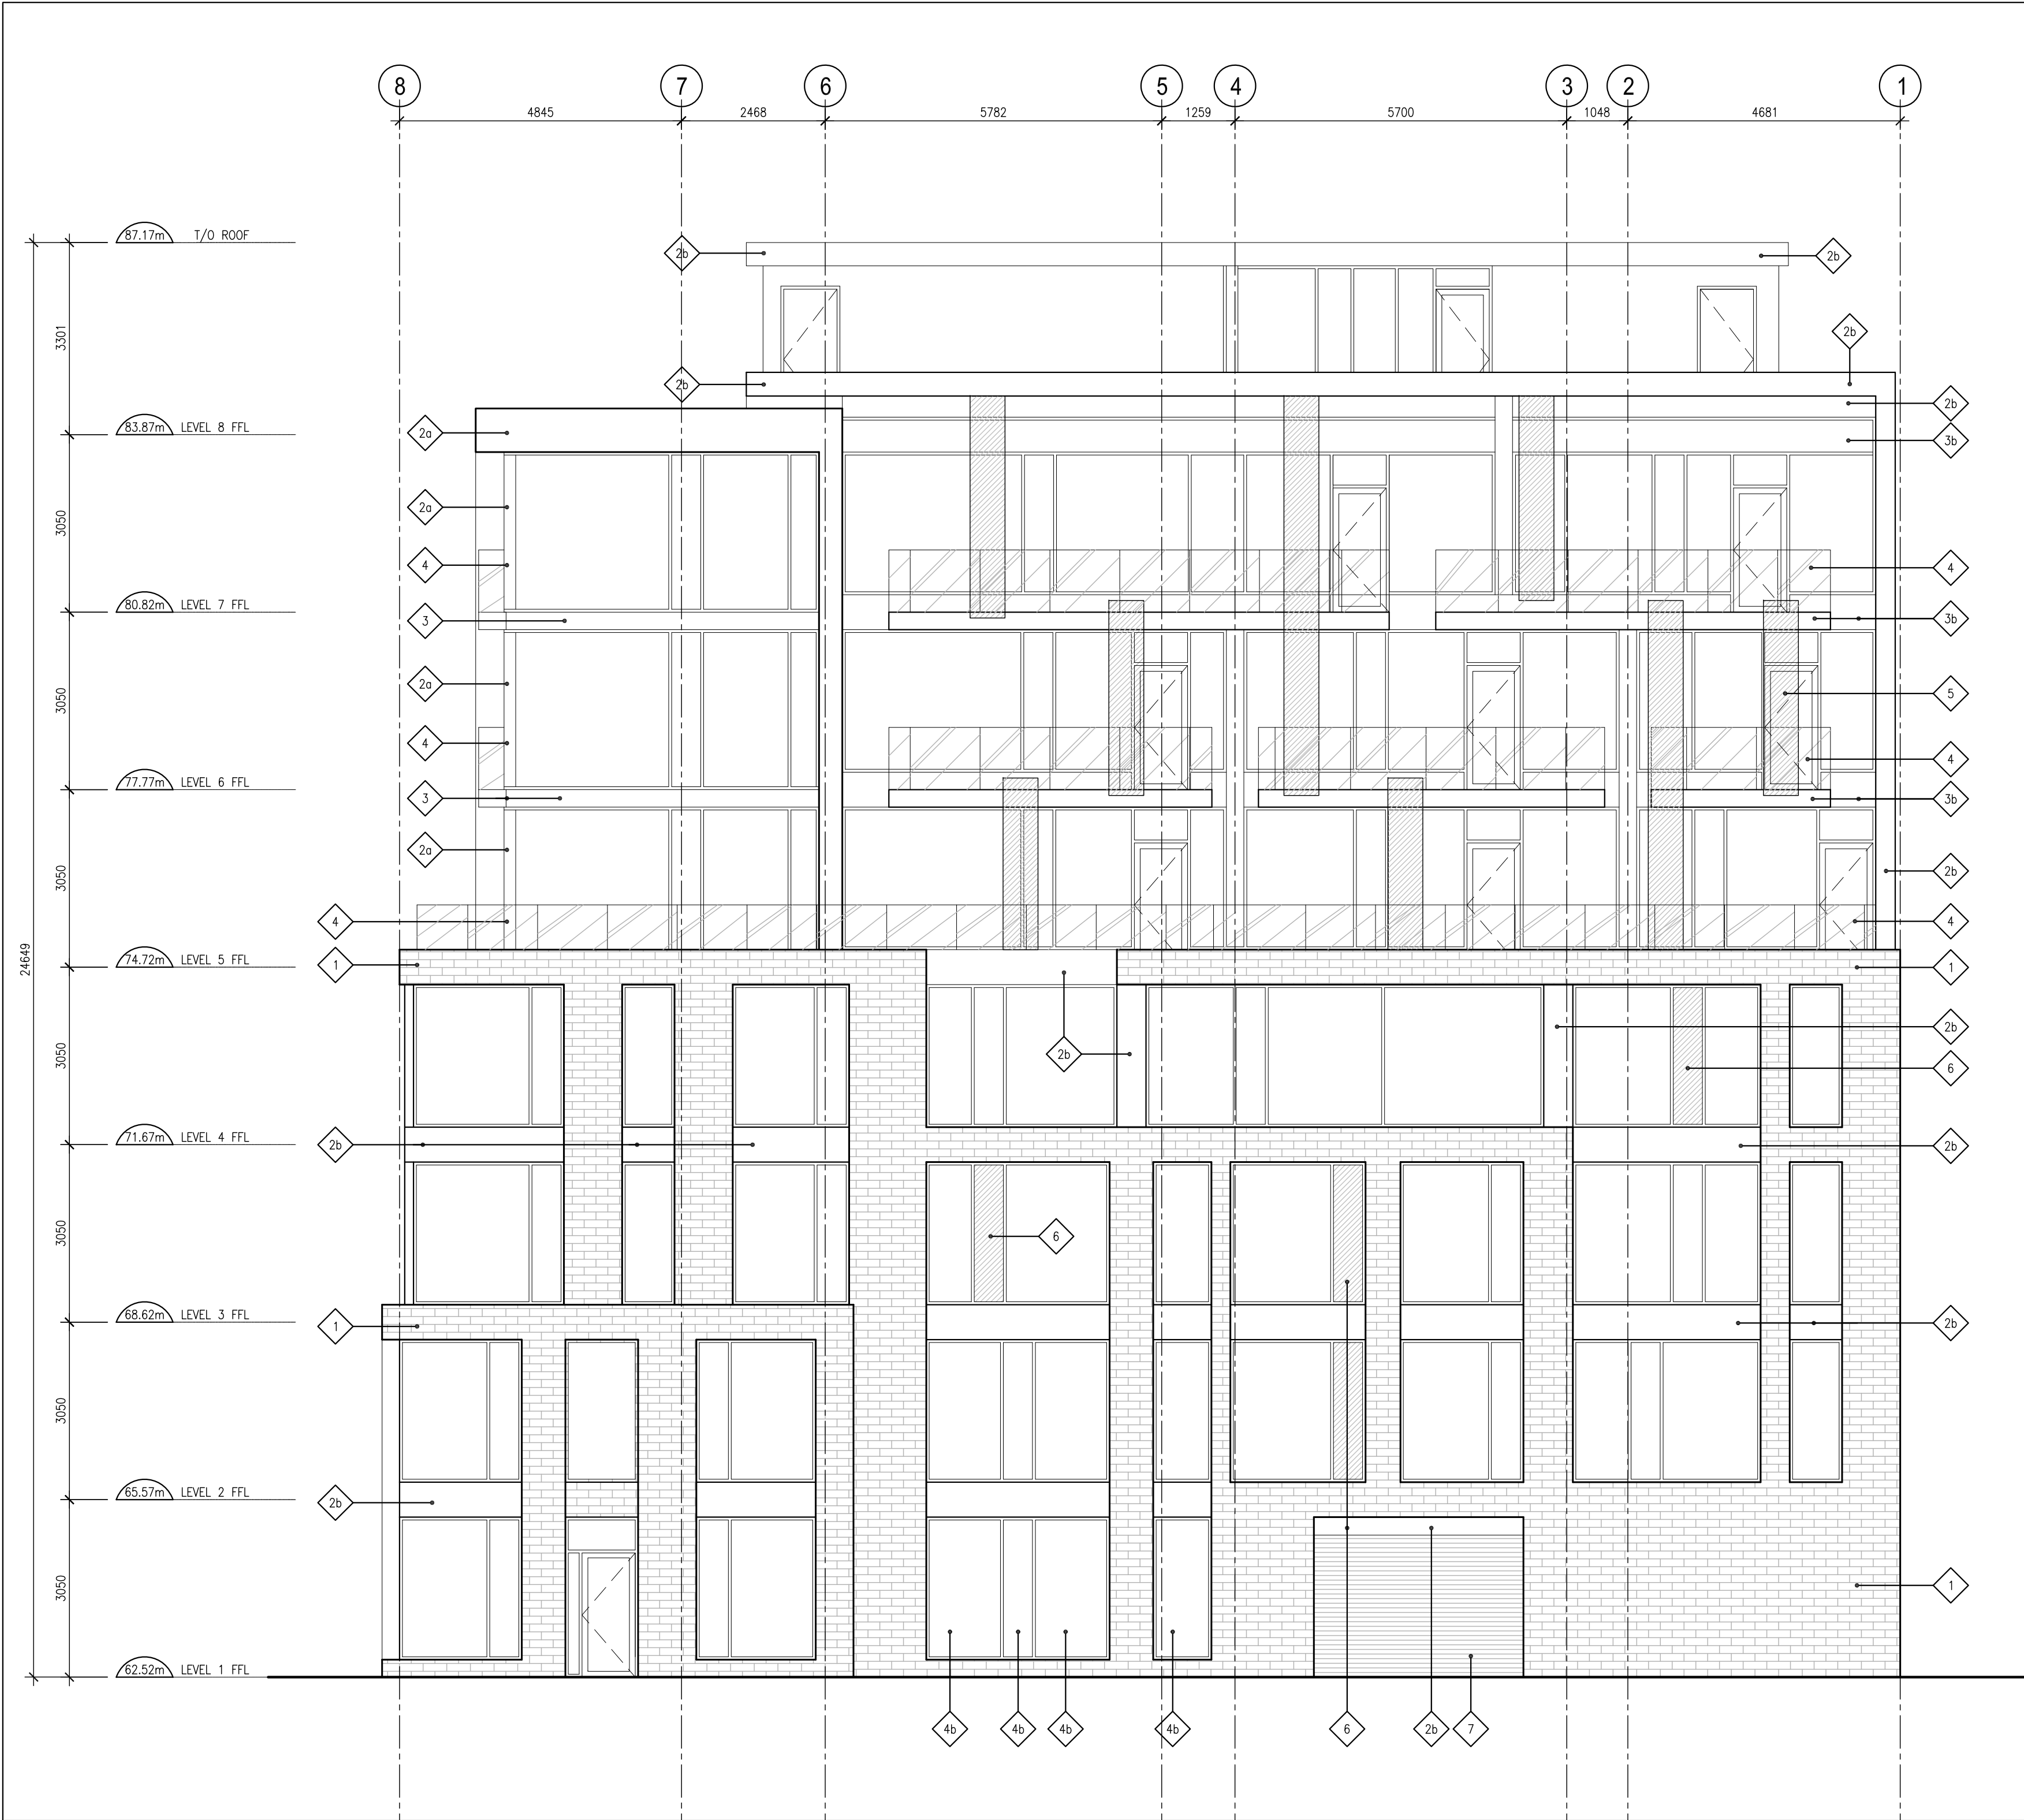 8 7 6 5 4 3 2 1
4845 2468 5782 1259 5700 1048 4681
87.17m T/O ROOF
2b 2b
3301
2b
2b
2b
83.87m LEVEL 8 FFL
2a
3b
3050
2a
4 4
80.82m LEVEL 7 FFL
3 3b
3050
2a 5
4 4
77.77m LEVEL 6 FFL
3 3b
3050
2a 2b
4 4
24649
74.72m LEVEL 5 FFL
1 1
3050
2b
2b
6
71.67m LEVEL 4 FFL
2b 2b
3050
6
68.62m LEVEL 3 FFL
1 2b
3050
65.57m LEVEL 2 FFL
2b
3050
1
62.52m LEVEL 1 FFL
4b 4b 4b 4b 6 2b 7